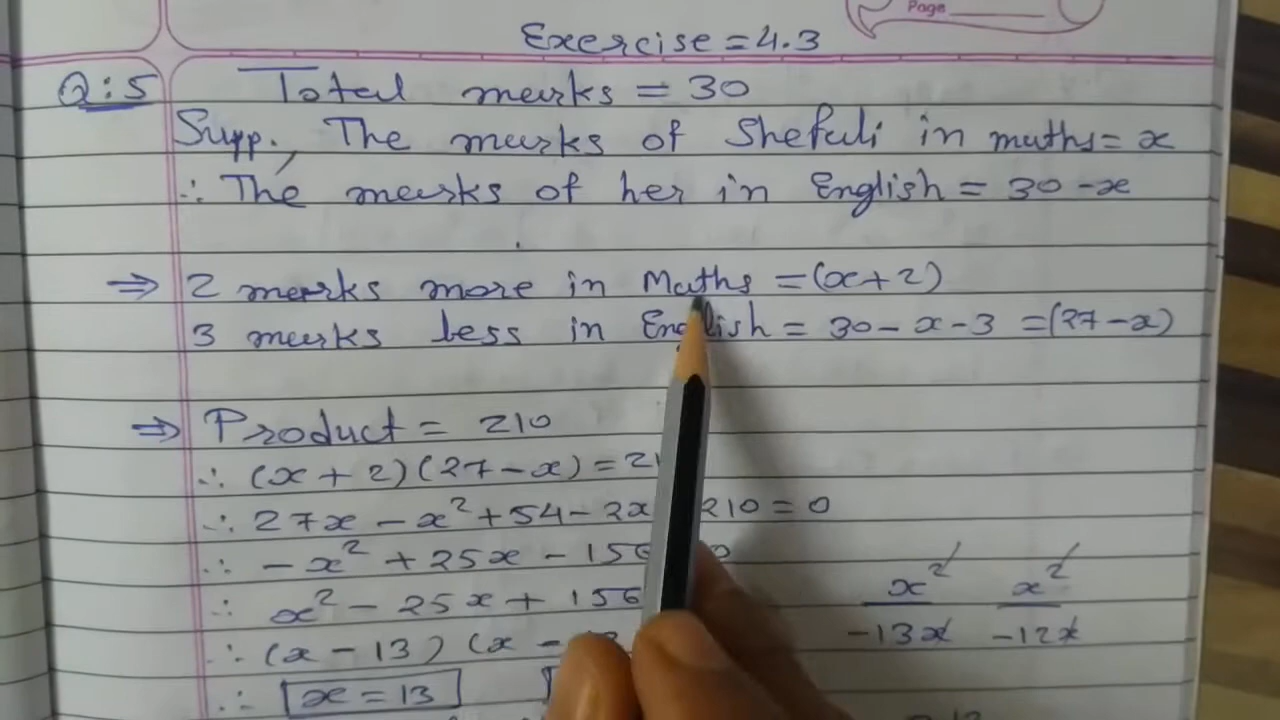 Page
Exercise = 4.3
Q:5 Total marks = 30
Supp., The marks of Shefali in maths = x
∴ The marks of her in English = 30 - x
⇒ 2 marks more in Maths = (x + 2)
3 marks less in English = 30 - x - 3 = (27 - x)
⇒ Product = 210
∴ (x + 2) (27 - x) = 2
∴ 27x - x² + 54 - 2x 210 = 0
∴ - x² + 25x - 156 0
∴ x² - 25x + 156
∴ (x - 13) (x -
x² x²
-13x -12x
∴ x = 13